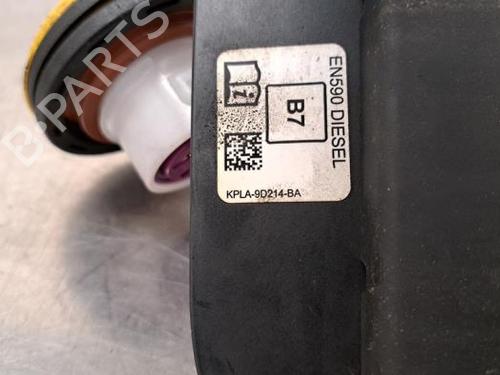 EN590 DIESEL
B7
KPLA-9D214-BA
B-PARTS